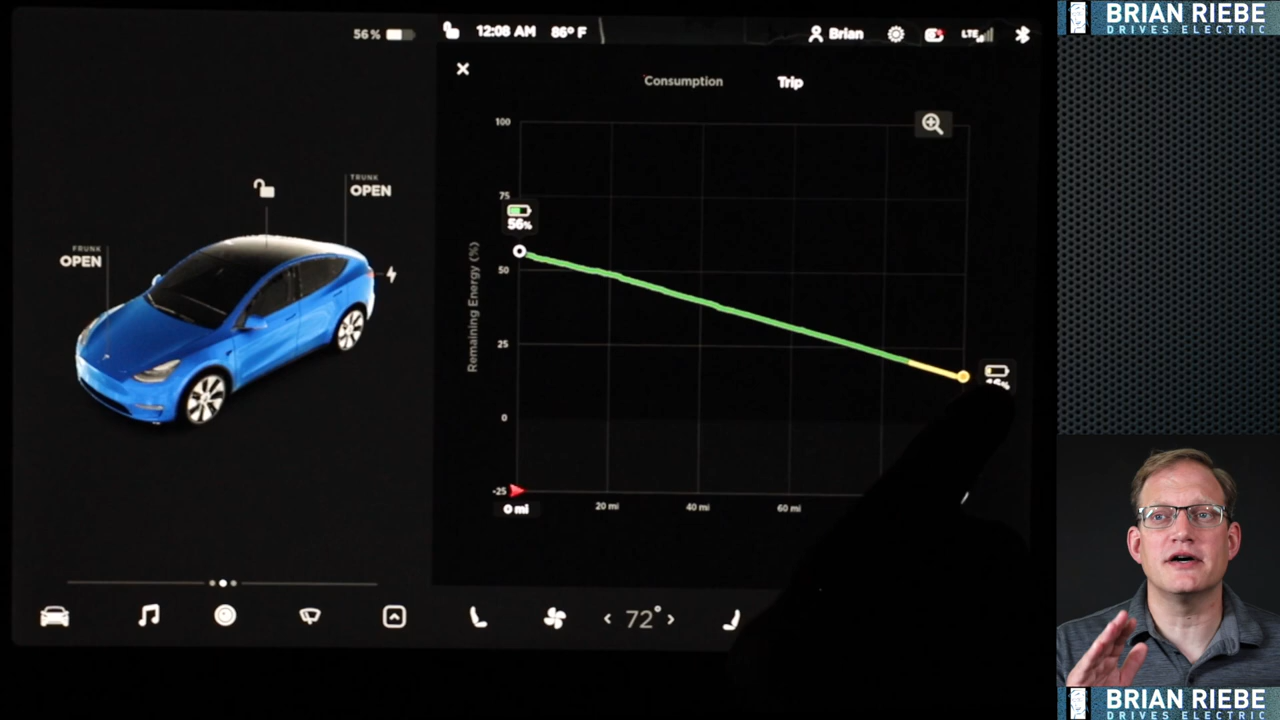 56%
12:08 AM 86° F
Brian
LTE
Consumption
Trip
100
75
56%
50
25
0
-25
Remaining Energy (%)
0 mi
20 mi
40 mi
60 mi
TRUNK
OPEN
FRUNK
OPEN
72°
BRIAN RIEBE
DRIVES ELECTRIC
BRIAN RIEBE
DRIVES ELECTRIC